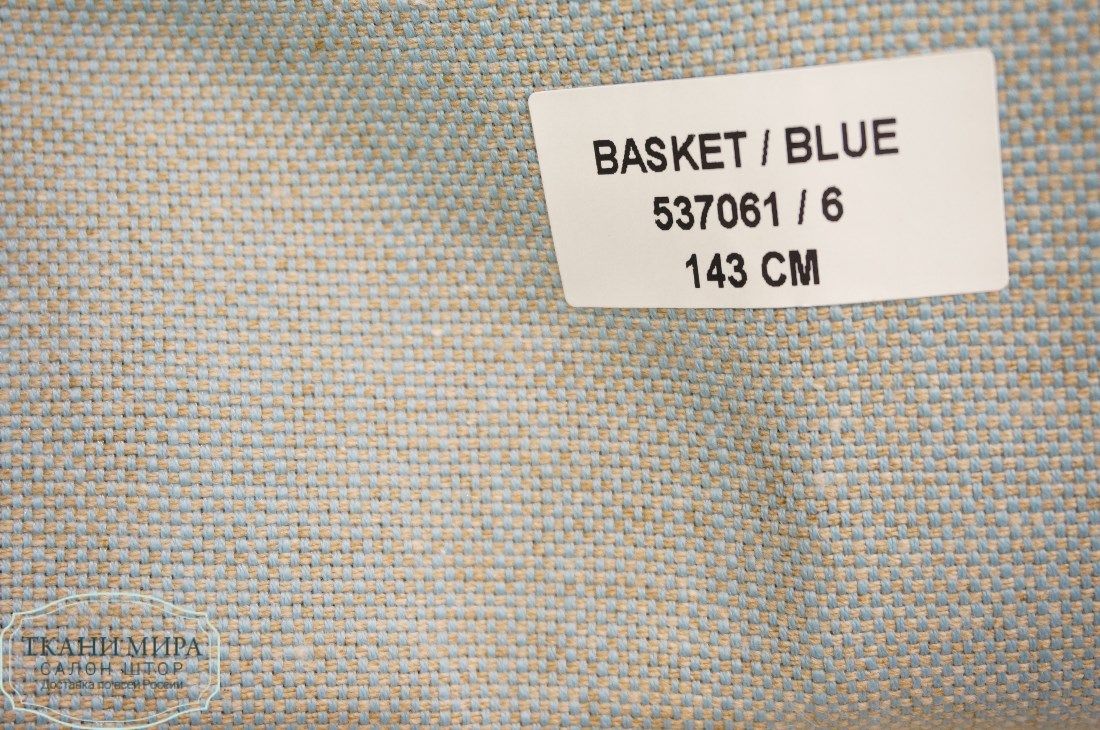 BASKET / BLUE
537061 / 6
143 CM
ТКАНИ МИРА
САЛОН ШТОР
Доставка по всей России